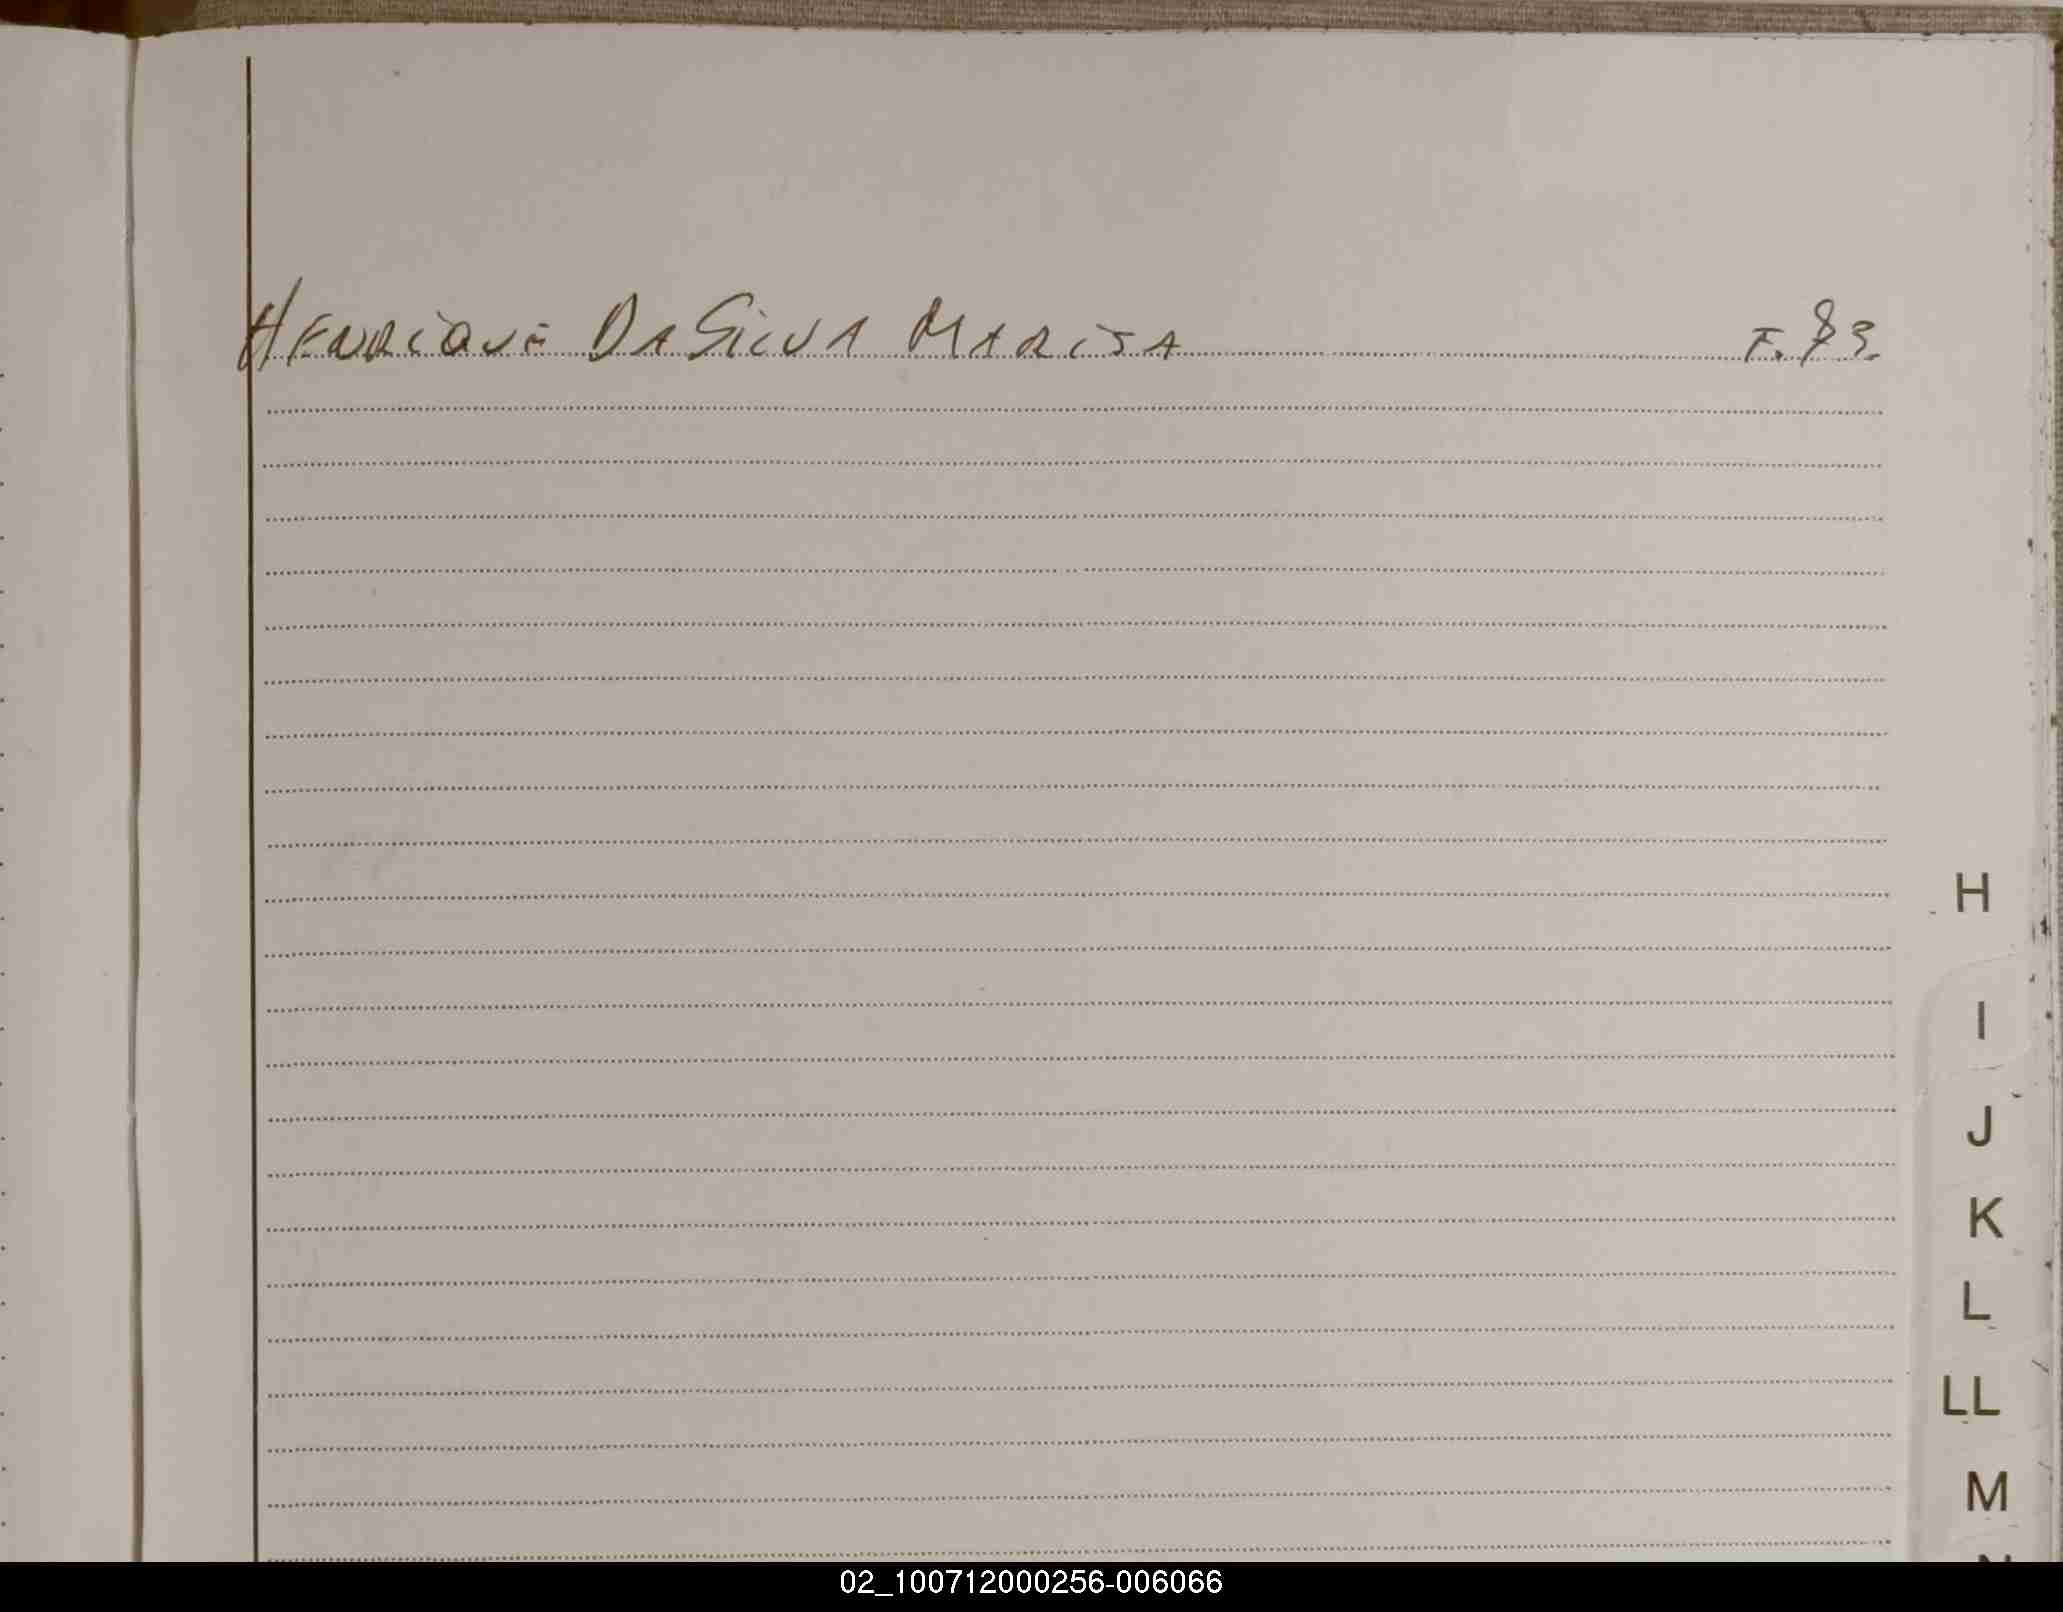 HENRIQUE DA SILVA MARISA F. 83.
H
I
J
K
L
LL
M
N
02_100712000256-006066